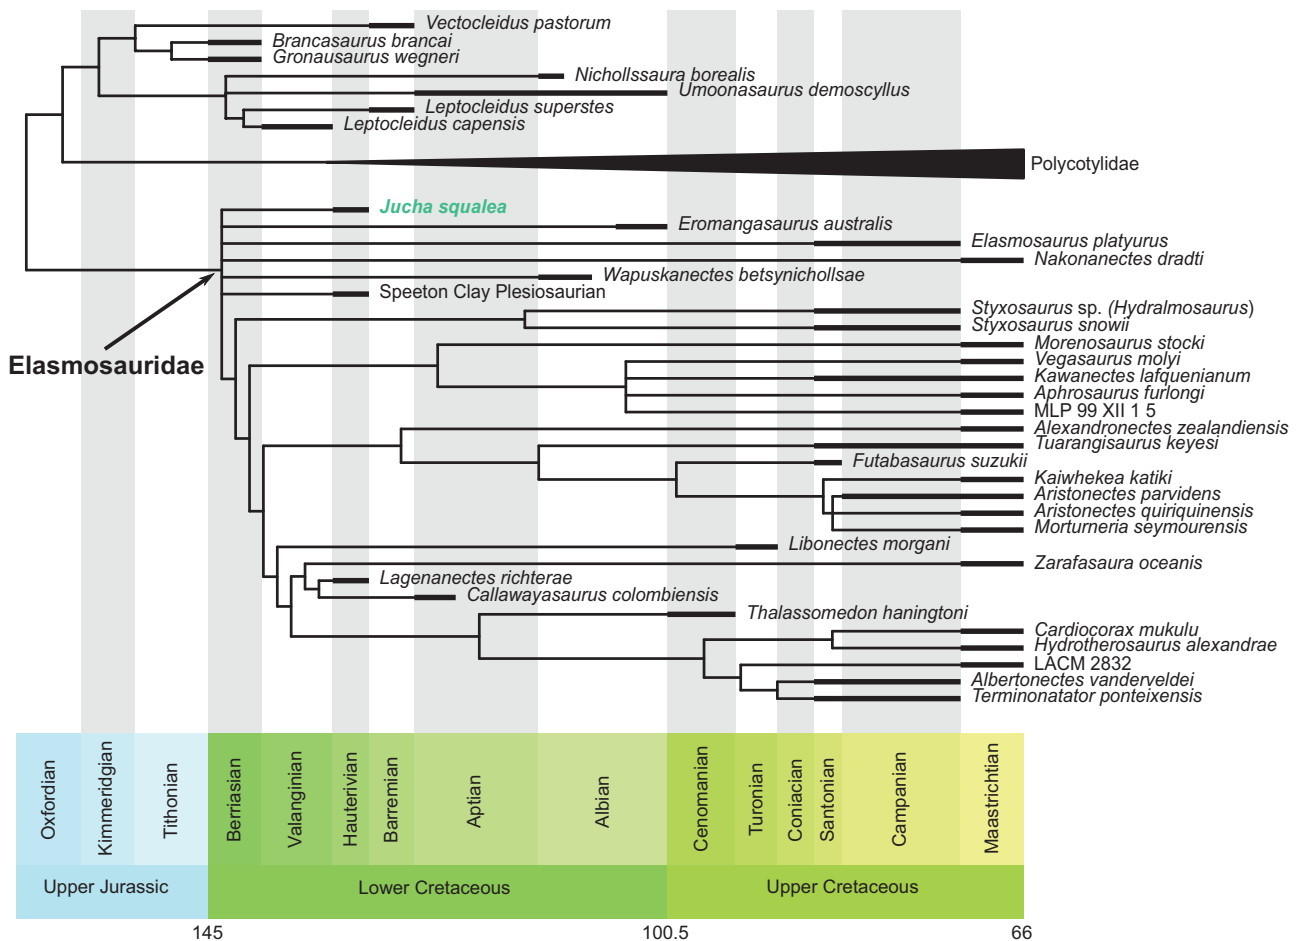 Vectocleidus pastorum
Brancasaurus brancai
Gronausaurus wegneri
Nichollssaura borealis
Umoonasaurus demoscyllus
Leptocleidus superstes
Leptocleidus capensis
Polycotylidae
Jucha squalea
Eromangasaurus australis
Elasmosaurus platyurus
Nakonanectes dradti
Wapuskanectes betsynichollsae
Speeton Clay Plesiosaurian
Styxosaurus sp. (Hydralmosaurus)
Styxosaurus snowii
Elasmosauridae
Morenosaurus stocki
Vegasaurus molyi
Kawanectes lafquenianum
Aphrosaurus furlongi
MLP 99 XII 1 5
Alexandronectes zealandiensis
Tuarangisaurus keyesi
Futabasaurus suzukii
Kaiwhekea katiki
Aristonectes parvidens
Aristonectes quiriquinensis
Morturneria seymourensis
Libonectes morgani
Zarafasaura oceanis
Lagenanectes richterae
Callawayasaurus colombiensis
Thalassomedon haningtoni
Cardiocorax mukulu
Hydrotherosaurus alexandrae
LACM 2832
Albertonectes vanderveldei
Terminonatator ponteixensis
Oxfordian
Kimmeridgian
Tithonian
Berriasian
Valanginian
Hauterivian
Barremian
Aptian
Albian
Cenomanian
Turonian
Coniacian
Santonian
Campanian
Maastrichtian
Upper Jurassic
Lower Cretaceous
Upper Cretaceous
145
100.5
66